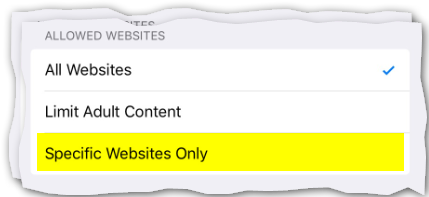 ALLOWED WEBSITES
All Websites
Limit Adult Content
Specific Websites Only